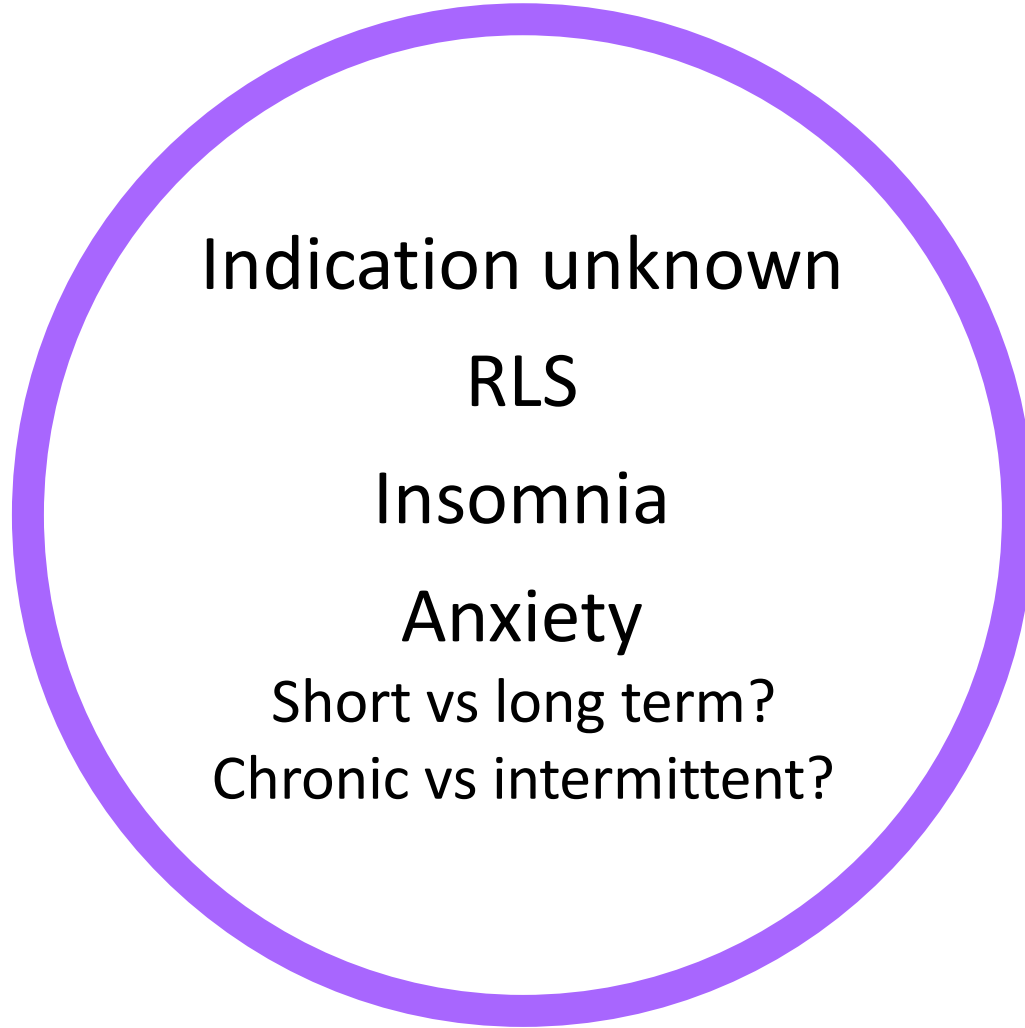 Indication unknown
RLS
Insomnia
Anxiety
Short vs long term?
Chronic vs intermittent?